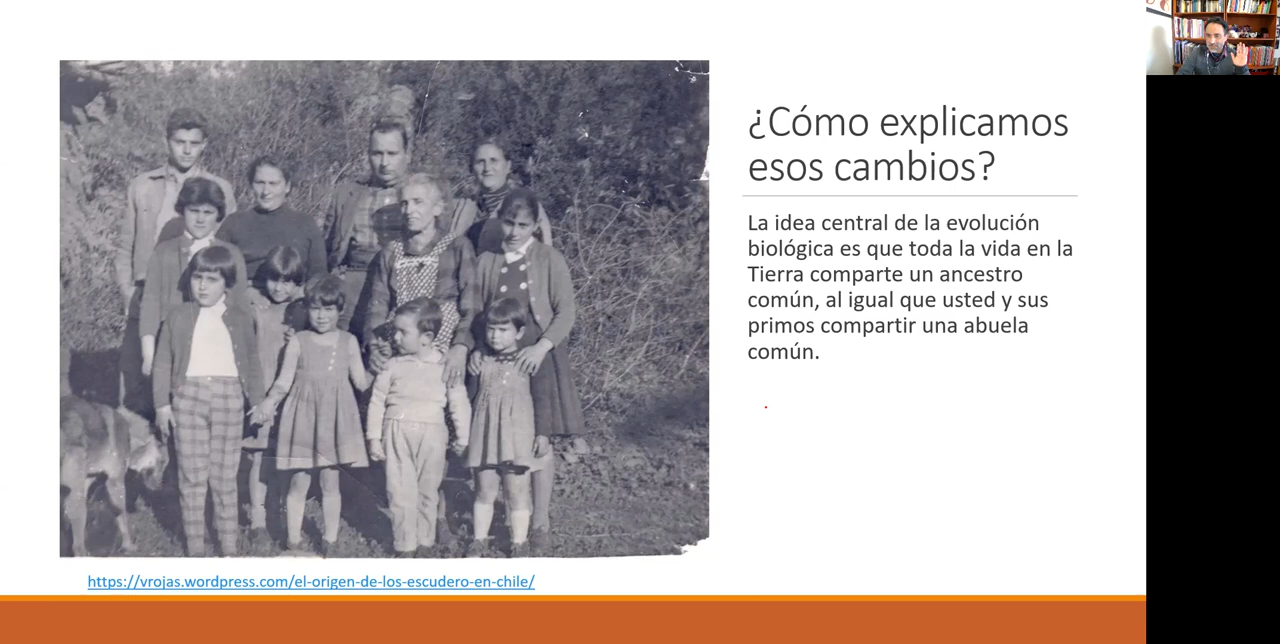 ¿Cómo explicamos
esos cambios?
La idea central de la evolución
biológica es que toda la vida en la
Tierra comparte un ancestro
común, al igual que usted y sus
primos compartir una abuela
común.
https://vrojas.wordpress.com/el-origen-de-los-escudero-en-chile/